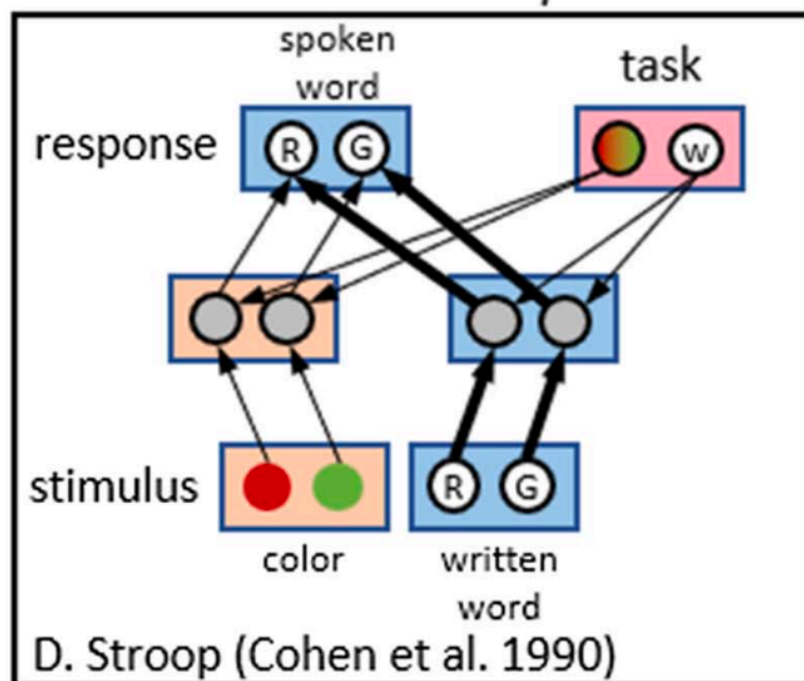 spoken
word
task
response
R G
w
stimulus
R G
color
written
word
D. Stroop (Cohen et al. 1990)